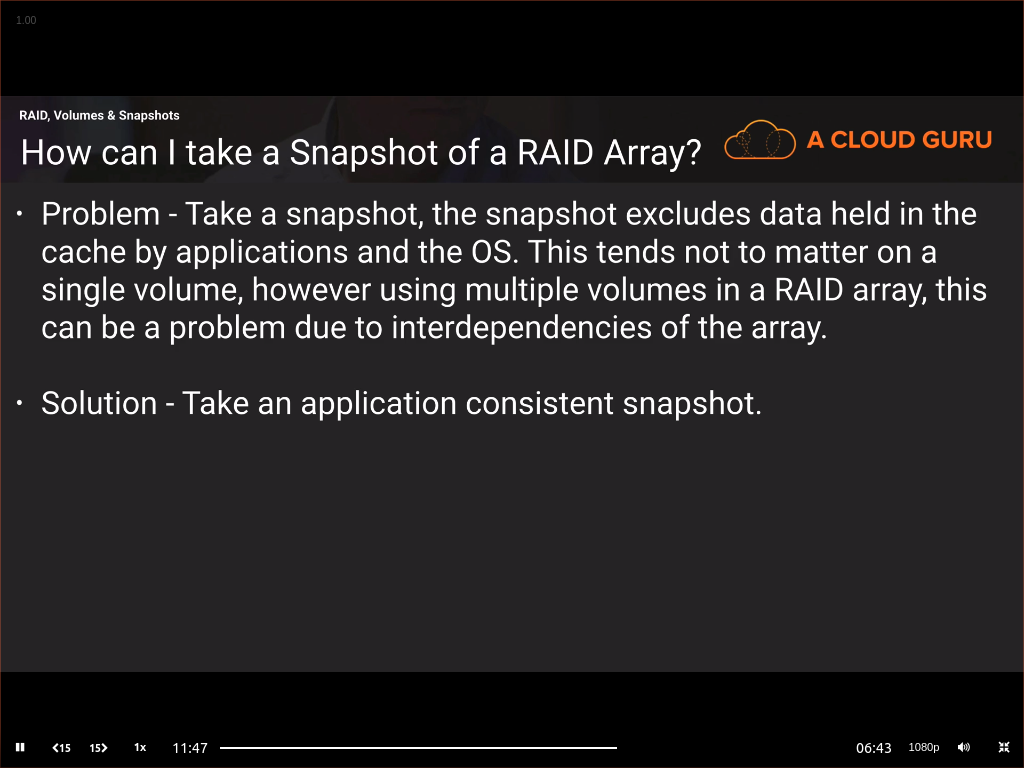 1.00
RAID, Volumes & Snapshots
How can I take a Snapshot of a RAID Array?
A CLOUD GURU
• Problem - Take a snapshot, the snapshot excludes data held in the
cache by applications and the OS. This tends not to matter on a
single volume, however using multiple volumes in a RAID array, this
can be a problem due to interdependencies of the array.
• Solution - Take an application consistent snapshot.
15 15 1x 11:47 06:43 1080p